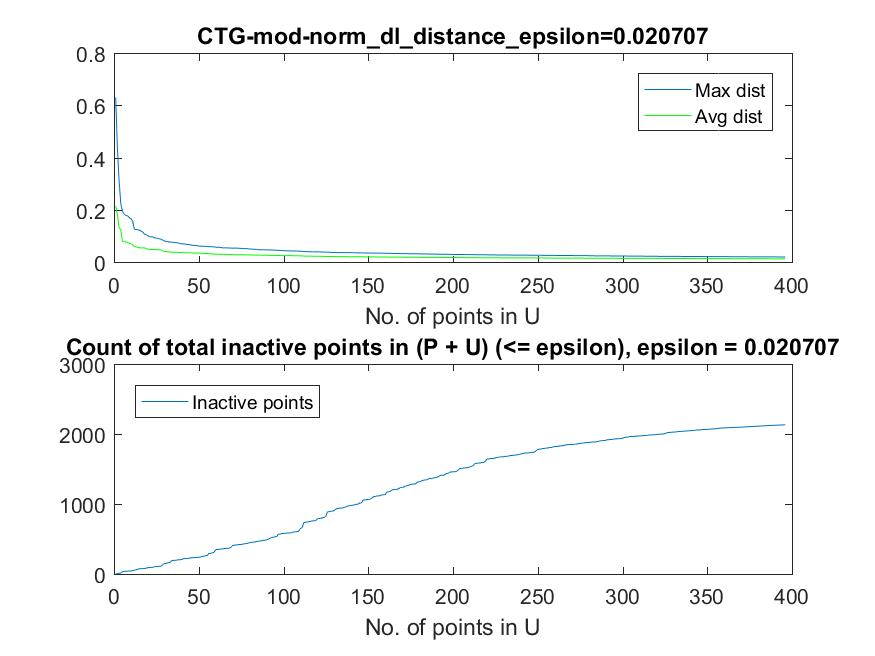 CTG-mod-norm_dl_distance_epsilon=0.020707
0.8
0.6
0.4
0.2
0
Max dist
Avg dist
0 50 100 150 200 250 300 350 400
No. of points in U
Count of total inactive points in (P + U) (<= epsilon), epsilon = 0.020707
3000
2000
1000
0
Inactive points
0 50 100 150 200 250 300 350 400
No. of points in U